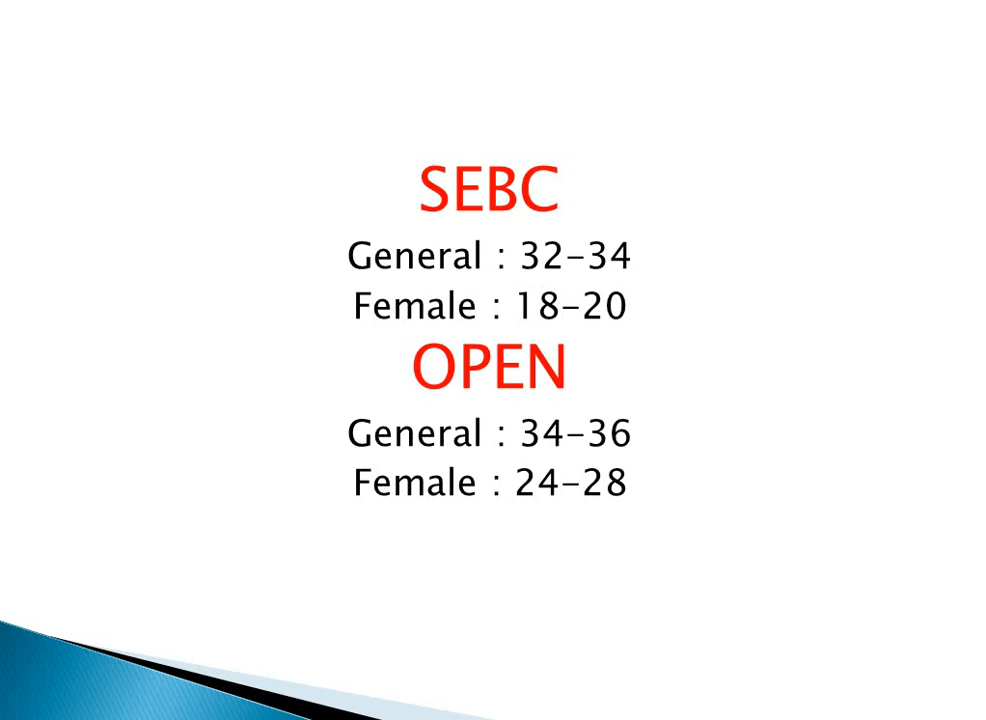 SEBC
General : 32-34
Female : 18-20
OPEN
General : 34-36
Female : 24-28